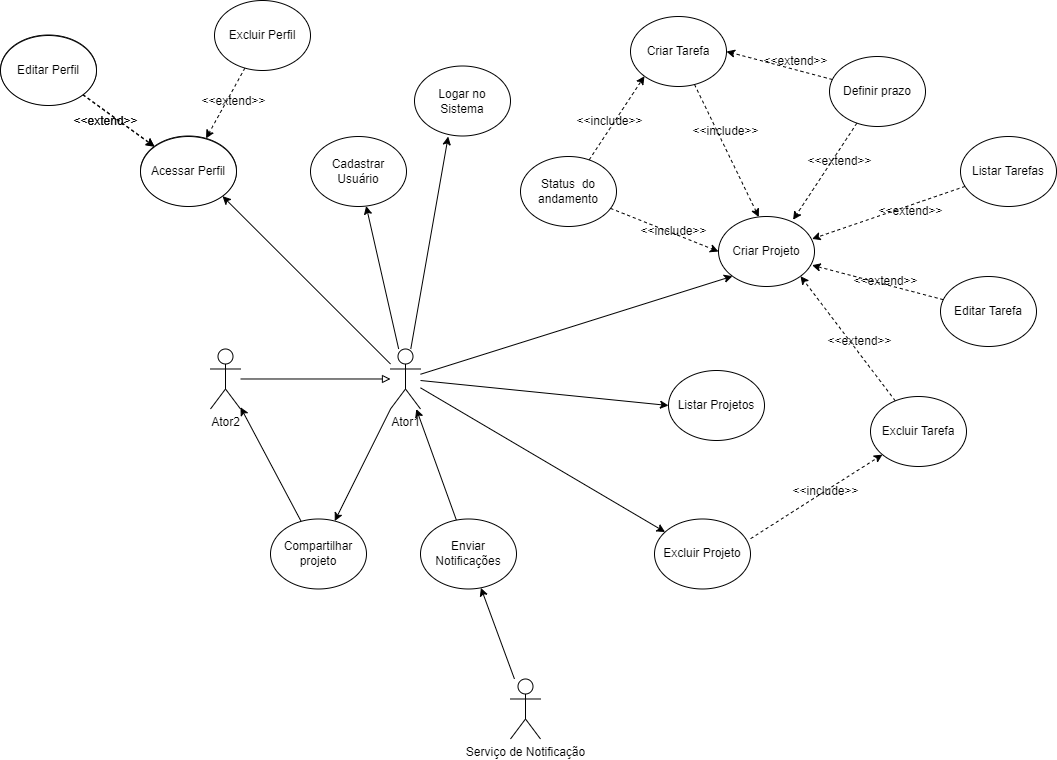 Excluir Perfil
Criar Tarefa
Editar Perfil
<<extend>>
Definir prazo
Logar no
Sistema
<<extend>>
<<extend>>
<<include>>
<<include>>
Cadastrar
Usuário
<<extend>>
Acessar Perfil
Listar Tarefas
Status do
andamento
<<extend>>
<<include>>
Criar Projeto
<<extend>>
Editar Tarefa
<<extend>>
Listar Projetos
Ator2
Ator1
Excluir Tarefa
<<include>>
Compartilhar
projeto
Enviar
Notificações
Excluir Projeto
Serviço de Notificação